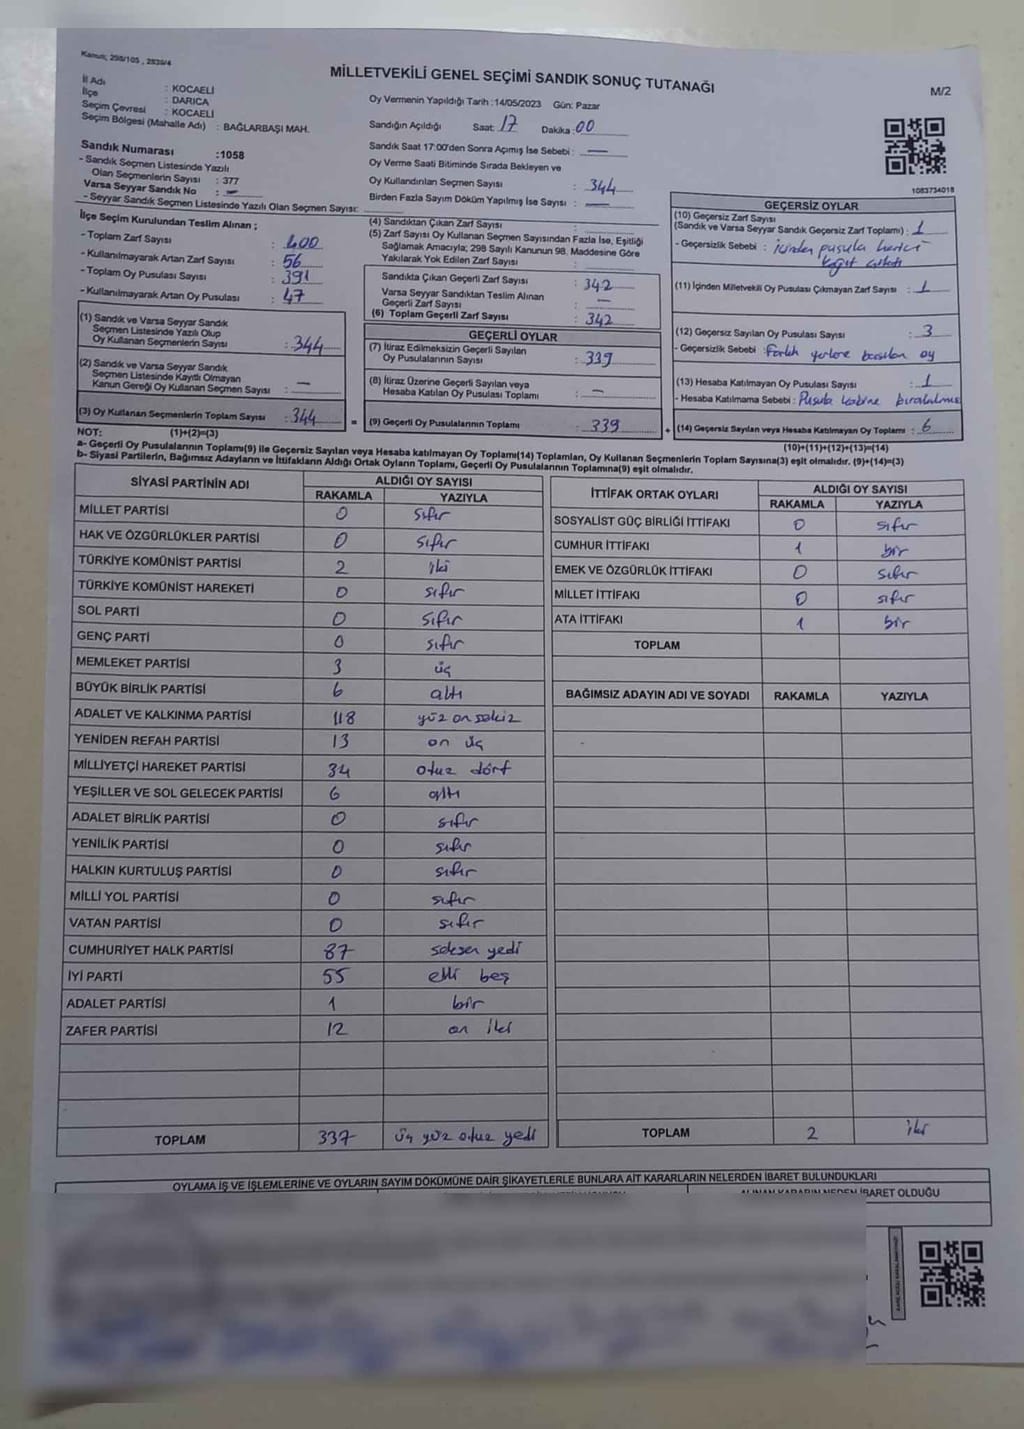 Kanun; 298/105 , 2839/4
MİLLETVEKİLİ GENEL SEÇİMİ SANDIK SONUÇ TUTANAĞI
M/2
İl Adı : KOCAELİ
İlçe : DARICA
Seçim Çevresi : KOCAELİ
Seçim Bölgesi (Mahalle Adı) : BAĞLARBAŞI MAH.
Sandık Numarası :1058
- Sandık Seçmen Listesinde Yazılı
Olan Seçmenlerin Sayısı : 377
Varsa Seyyar Sandık No : —
- Seyyar Sandık Seçmen Listesinde Yazılı Olan Seçmen Sayısı:
Oy Vermenin Yapıldığı Tarih :14/05/2023 Gün: Pazar
Sandığın Açıldığı Saat: 17 Dakika :00
Sandık Saat 17:00'den Sonra Açımış İse Sebebi : —
Oy Verme Saati Bitiminde Sırada Bekleyen ve
Oy Kullandırılan Seçmen Sayısı : 344
Birden Fazla Sayım Döküm Yapılmış İse Sayısı : —
1083734018
İlçe Seçim Kurulundan Teslim Alınan ;
- Toplam Zarf Sayısı : 400
- Kullanılmayarak Artan Zarf Sayısı : 56
- Toplam Oy Pusulası Sayısı : 391
- Kullanılmayarak Artan Oy Pusulası : 47
(1) Sandık ve Varsa Seyyar Sandık
Seçmen Listesinde Yazılı Olup
Oy Kullanan Seçmenlerin Sayısı : 344
(2) Sandık ve Varsa Seyyar Sandık
Seçmen Listesinde Kayıtlı Olmayan
Kanun Gereği Oy Kullanan Seçmen Sayısı : —
(3) Oy Kullanan Seçmenlerin Toplam Sayısı : 344
(4) Sandıktan Çıkan Zarf Sayısı :
(5) Zarf Sayısı Oy Kullanan Seçmen Sayısından Fazla İse, Eşitliği
Sağlamak Amacıyla; 298 Sayılı Kanunun 98. Maddesine Göre
Yakılarak Yok Edilen Zarf Sayısı :
Sandıkta Çıkan Geçerli Zarf Sayısı : 342
Varsa Seyyar Sandıktan Teslim Alınan
Geçerli Zarf Sayısı : —
(6) Toplam Geçerli Zarf Sayısı : 342
GEÇERLİ OYLAR
(7) İtiraz Edilmeksizin Geçerli Sayılan
Oy Pusulalarının Sayısı : 339
(8) İtiraz Üzerine Geçerli Sayılan veya
Hesaba Katılan Oy Pusulası Toplamı : —
= (9) Geçerli Oy Pusulalarının Toplamı : 339
GEÇERSİZ OYLAR
(10) Geçersiz Zarf Sayısı
(Sandık ve Varsa Seyyar Sandık Geçersiz Zarf Toplamı) : 1
- Geçersizlik Sebebi : İçinden pusula harici
kağıt
(11) İçinden Milletvekili Oy Pusulası Çıkmayan Zarf Sayısı : 1
(12) Geçersiz Sayılan Oy Pusulası Sayısı : 3
- Geçersizlik Sebebi : Farklı yerlere basılan oy
(13) Hesaba Katılmayan Oy Pusulası Sayısı : 1
- Hesaba Katılmama Sebebi : Pusula kabine bırakılmış
+ (14) Geçersiz Sayılan veya Hesaba Katılmayan Oy Toplamı : 6
NOT: (1)+(2)=(3) (10)+(11)+(12)+(13)=(14)
a- Geçerli Oy Pusulalarının Toplamı(9) ile Geçersiz Sayılan veya Hesaba katılmayan Oy Toplamı(14) Toplamları, Oy Kullanan Seçmenlerin Toplam Sayısına(3) eşit olmalıdır. (9)+(14)=(3)
b- Siyasi Partilerin, Bağımsız Adayların ve İttifakların Aldığı Ortak Oyların Toplamı, Geçerli Oy Pusulalarının Toplamına(9) eşit olmalıdır.
SİYASİ PARTİNİN ADI ALDIĞI OY SAYISI
RAKAMLA YAZIYLA
MİLLET PARTİSİ 0 sıfır
HAK VE ÖZGÜRLÜKLER PARTİSİ 0 sıfır
TÜRKİYE KOMÜNİST PARTİSİ 2 iki
TÜRKİYE KOMÜNİST HAREKETİ 0 sıfır
SOL PARTİ 0 sıfır
GENÇ PARTİ 0 sıfır
MEMLEKET PARTİSİ 3 üç
BÜYÜK BİRLİK PARTİSİ 6 altı
ADALET VE KALKINMA PARTİSİ 118 yüz on sekiz
YENİDEN REFAH PARTİSİ 13 on üç
MİLLİYETÇİ HAREKET PARTİSİ 34 otuz dört
YEŞİLLER VE SOL GELECEK PARTİSİ 6 altı
ADALET BİRLİK PARTİSİ 0 sıfır
YENİLİK PARTİSİ 0 sıfır
HALKIN KURTULUŞ PARTİSİ 0 sıfır
MİLLİ YOL PARTİSİ 0 sıfır
VATAN PARTİSİ 0 sıfır
CUMHURİYET HALK PARTİSİ 87 seksen yedi
İYİ PARTİ 55 elli beş
ADALET PARTİSİ 1 bir
ZAFER PARTİSİ 12 on iki
TOPLAM 337 üç yüz otuz yedi
İTTİFAK ORTAK OYLARI ALDIĞI OY SAYISI
RAKAMLA YAZIYLA
SOSYALİST GÜÇ BİRLİĞİ İTTİFAKI 0 sıfır
CUMHUR İTTİFAKI 1 bir
EMEK VE ÖZGÜRLÜK İTTİFAKI 0 sıfır
MİLLET İTTİFAKI 0 sıfır
ATA İTTİFAKI 1 bir
TOPLAM
BAĞIMSIZ ADAYIN ADI VE SOYADI RAKAMLA YAZIYLA
TOPLAM 2 iki
OYLAMA İŞ VE İŞLEMLERİNE VE OYLARIN SAYIM DÖKÜMÜNE DAİR ŞİKAYETLERLE BUNLARA AİT KARARLARIN NELERDEN İBARET BULUNDUKLARI
ALINAN KARARIN NEDEN İBARET OLDUĞU